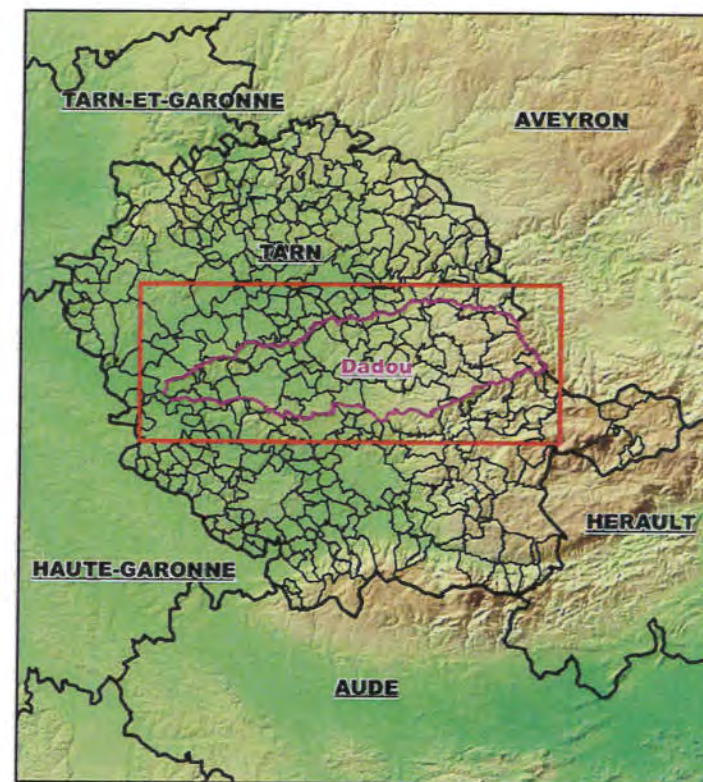 TARN-ET-GARONNE
AVEYRON
TARN
Dadou
HERAULT
HAUTE-GARONNE
AUDE